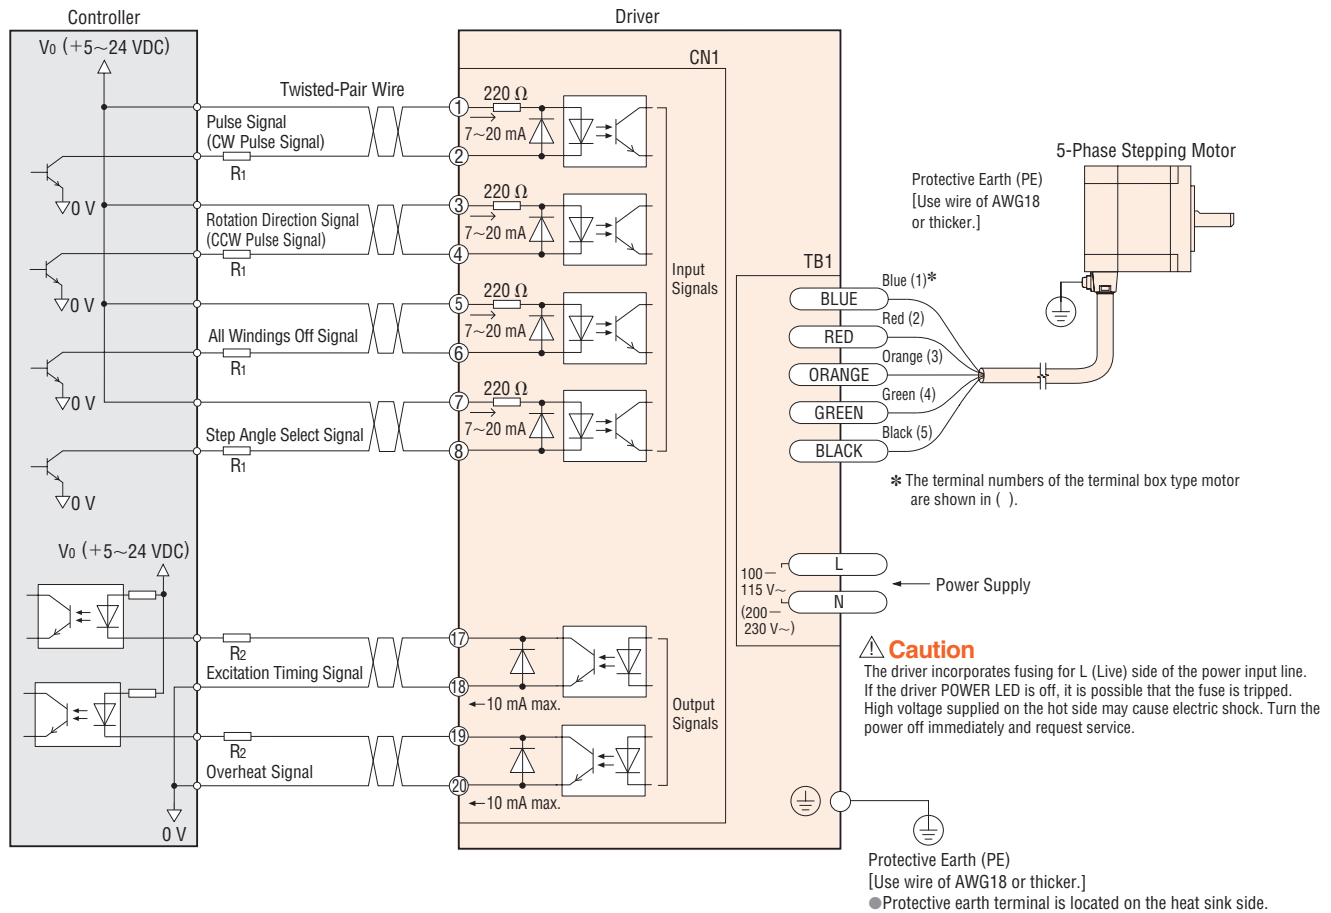 Controller
Driver
V0 (+5~24 VDC)
CN1
Twisted-Pair Wire
Pulse Signal
(CW Pulse Signal)
R1
0 V
1
220 Ω
7~20 mA
2
Rotation Direction Signal
(CCW Pulse Signal)
R1
0 V
3
220 Ω
7~20 mA
4
Input
Signals
All Windings Off Signal
R1
0 V
5
220 Ω
7~20 mA
6
Step Angle Select Signal
R1
0 V
7
220 Ω
7~20 mA
8
5-Phase Stepping Motor
Protective Earth (PE)
[Use wire of AWG18
or thicker.]
TB1
BLUE
Blue (1)*
RED
Red (2)
ORANGE
Orange (3)
GREEN
Green (4)
BLACK
Black (5)
* The terminal numbers of the terminal box type motor
are shown in ( ).
100—
115 V~
(200—
230 V~)
L
N
Power Supply
V0 (+5~24 VDC)
R2
Excitation Timing Signal
17
18
10 mA max.
Output
Signals
R2
Overheat Signal
19
20
10 mA max.
0 V
⚠ Caution
The driver incorporates fusing for L (Live) side of the power input line.
If the driver POWER LED is off, it is possible that the fuse is tripped.
High voltage supplied on the hot side may cause electric shock. Turn the
power off immediately and request service.
Protective Earth (PE)
[Use wire of AWG18 or thicker.]
●Protective earth terminal is located on the heat sink side.